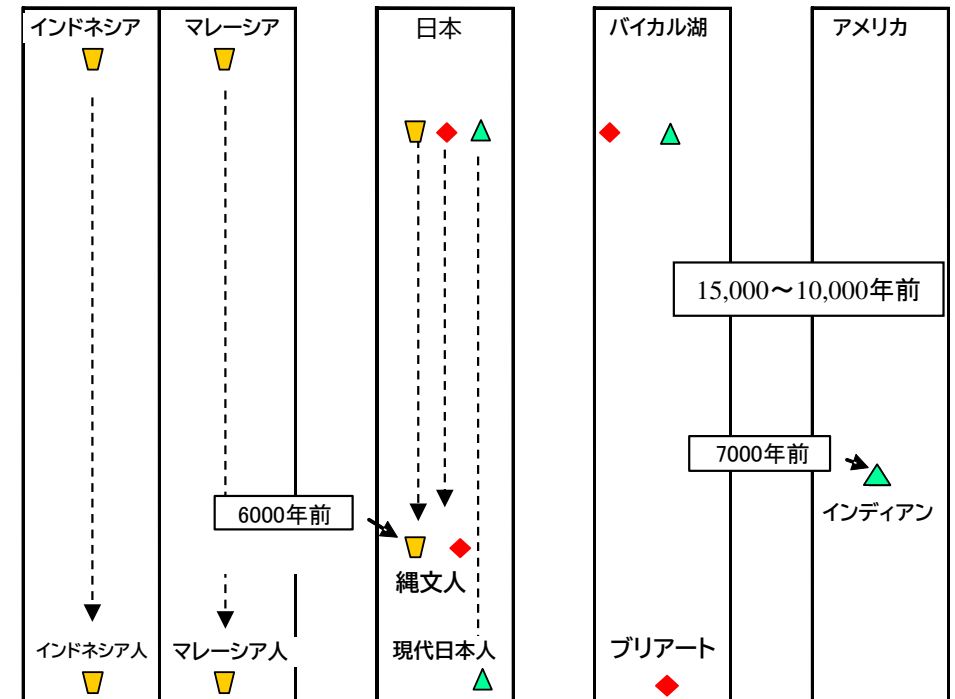 インドネシア
マレーシア
日本
バイカル湖
アメリカ
15,000～10,000年前
7000年前
インディアン
6000年前
縄文人
インドネシア人
マレーシア人
現代日本人
ブリアート